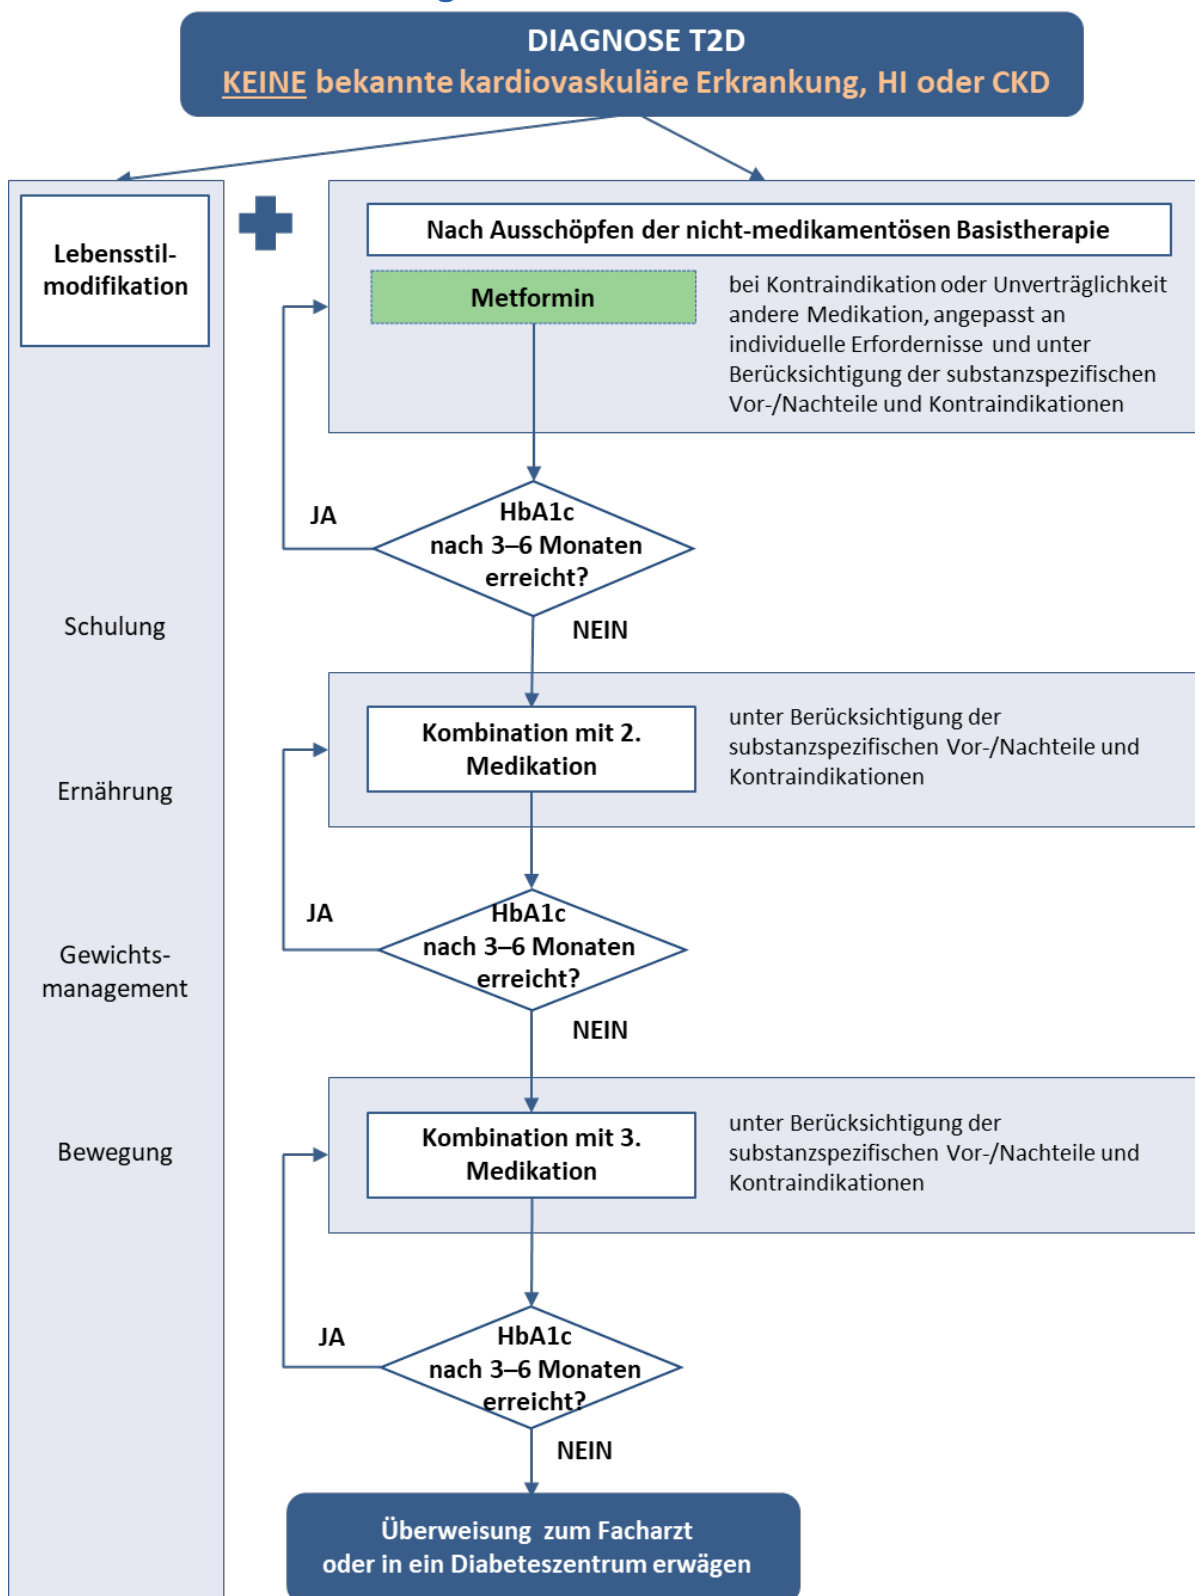 DIAGNOSE T2D
KEINE bekannte kardiovaskuläre Erkrankung, HI oder CKD
Lebensstil-
modifikation
Nach Ausschöpfen der nicht-medikamentösen Basistherapie
Metformin
bei Kontraindikation oder Unverträglichkeit
andere Medikation, angepasst an
individuelle Erfordernisse und unter
Berücksichtigung der substanzspezifischen
Vor-/Nachteile und Kontraindikationen
JA
HbA1c
nach 3–6 Monaten
erreicht?
NEIN
Schulung
Kombination mit 2.
Medikation
unter Berücksichtigung der
substanzspezifischen Vor-/Nachteile und
Kontraindikationen
Ernährung
JA
HbA1c
nach 3–6 Monaten
erreicht?
Gewichts-
management
NEIN
Kombination mit 3.
Medikation
unter Berücksichtigung der
substanzspezifischen Vor-/Nachteile und
Kontraindikationen
Bewegung
JA
HbA1c
nach 3–6 Monaten
erreicht?
NEIN
Überweisung zum Facharzt
oder in ein Diabeteszentrum erwägen